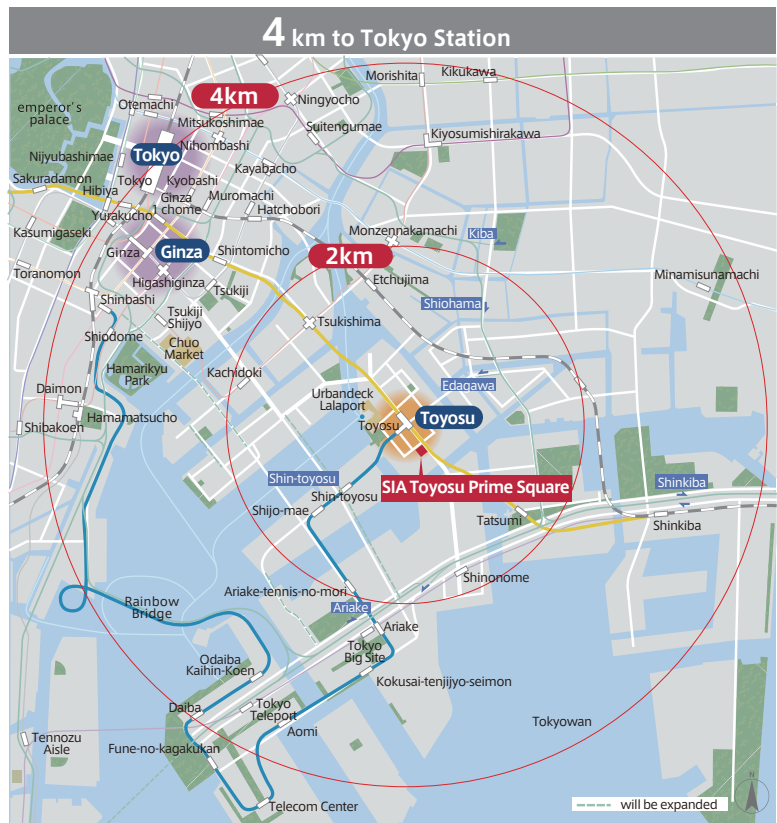 4 km to Tokyo Station
Morishita
Kikukawa
4km
Ningyocho
emperor's
palace
Otemachi
Mitsukoshimae
Suitengumae
Kiyosumishirakawa
Tokyo
Nihombashi
Nijyubashimae
Kayabacho
Sakuradamon
Tokyo
Kyobashi
Hibiya
Ginza
1 chome
Muromachi
Hatchobori
Yurakucho
Kasumigaseki
Monzennakamachi
Kiba
Ginza
Ginza
Shintomicho
2km
Toranomon
Higashiginza
Etchujima
Minamisunamachi
Tsukiji
Shinbashi
Shiohama
Tsukiji
Shijyo
Tsukishima
Shiodome
Chuo
Market
Hamarikyu
Park
Kachidoki
Edagawa
Daimon
Urbandeck
Lalaport
Hamamatsucho
Toyosu
Toyosu
Shibakoen
Shin-toyosu
SIA Toyosu Prime Square
Shinkiba
Shin-toyosu
Shijo-mae
Tatsumi
Shinkiba
Shinonome
Ariake-tennis-no-mori
Rainbow
Bridge
Ariake
Ariake
Tokyo
Big Site
Odaiba
Kaihin-Koen
Kokusai-tenjijyo-seimon
Daiba
Tokyo
Teleport
Tokyowan
Aomi
Tennozu
Aisle
Fune-no-kagakukan
Telecom Center
will be expanded
N